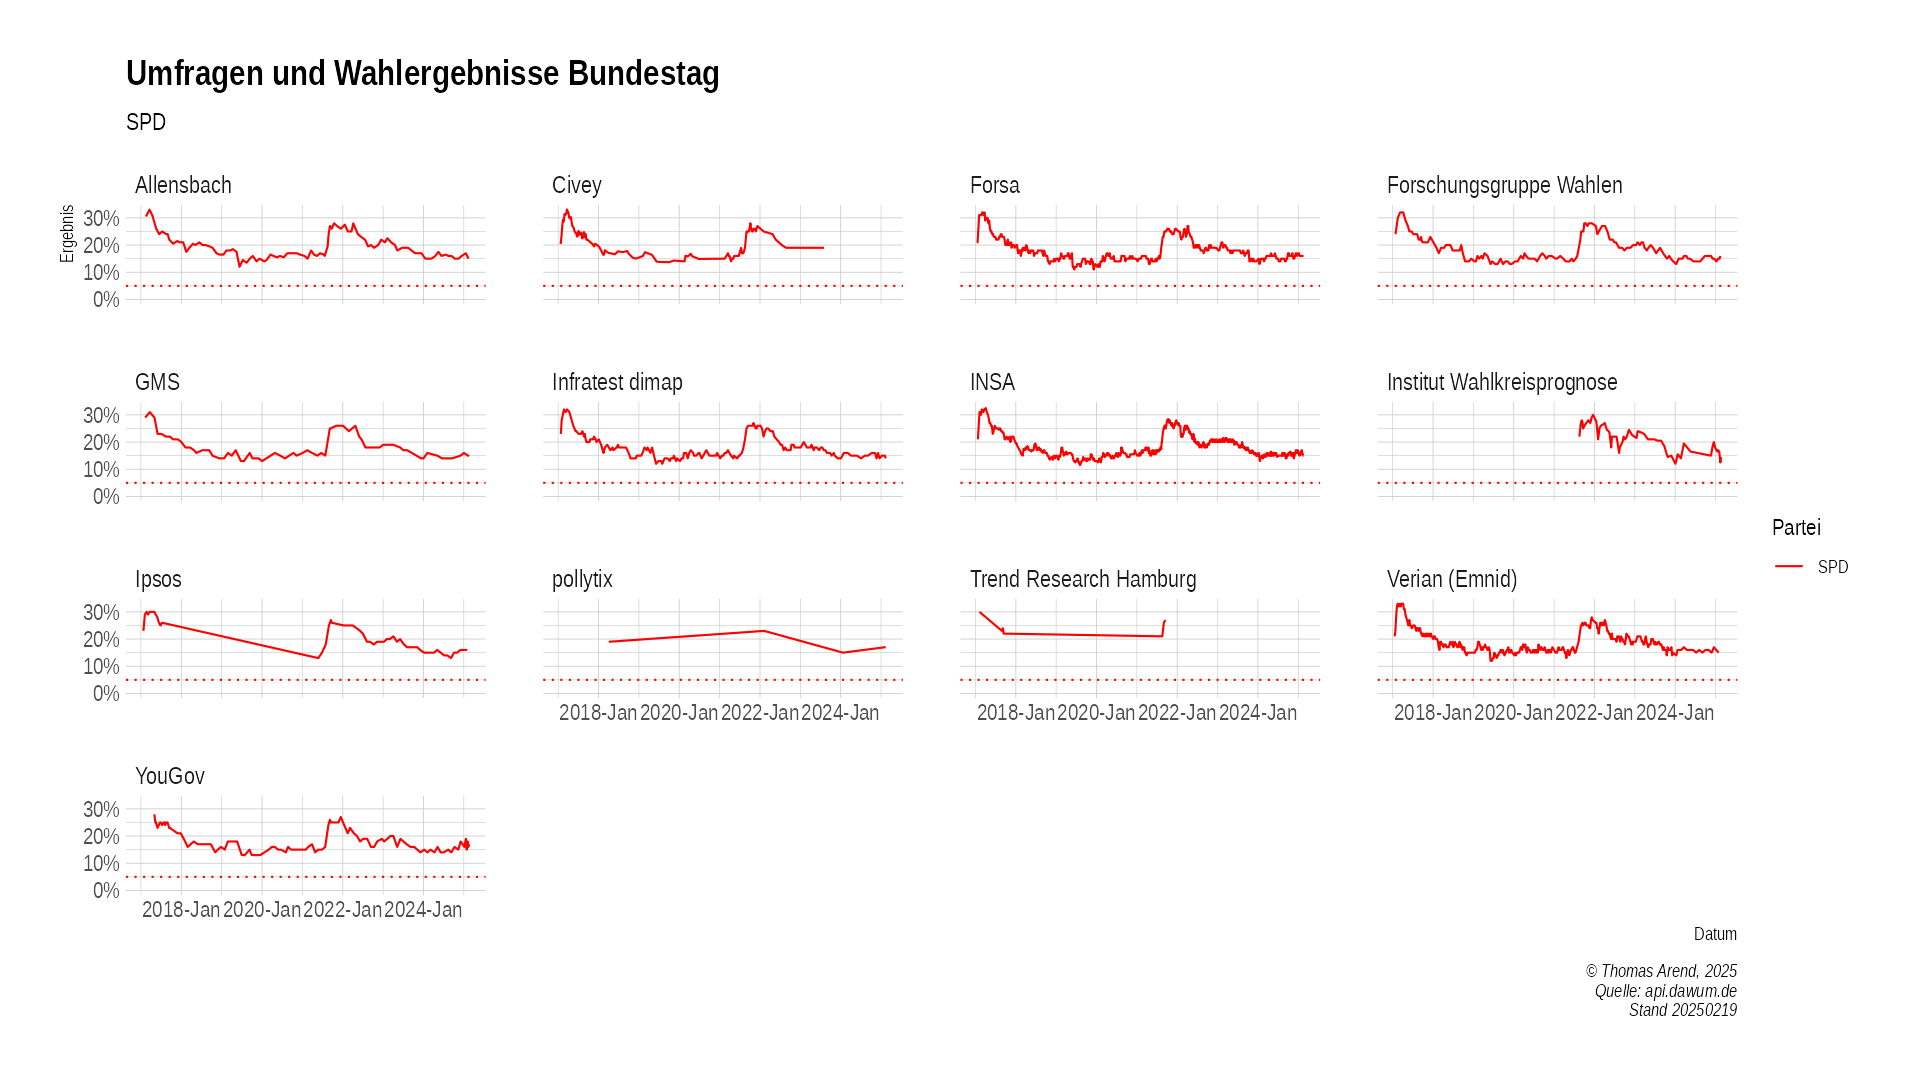 Umfragen und Wahlergebnisse Bundestag
SPD
Allensbach
Civey
Forsa
Forschungsgruppe Wahlen
Ergebnis
30%
20%
10%
0%
GMS
Infratest dimap
INSA
Institut Wahlkreisprognose
30%
20%
10%
0%
Partei
SPD
Ipsos
pollytix
Trend Research Hamburg
Verian (Emnid)
30%
20%
10%
0%
2018-Jan 2020-Jan 2022-Jan 2024-Jan
2018-Jan 2020-Jan 2022-Jan 2024-Jan
2018-Jan 2020-Jan 2022-Jan 2024-Jan
YouGov
30%
20%
10%
0%
2018-Jan 2020-Jan 2022-Jan 2024-Jan
Datum
© Thomas Arend, 2025
Quelle: api.dawum.de
Stand 20250219